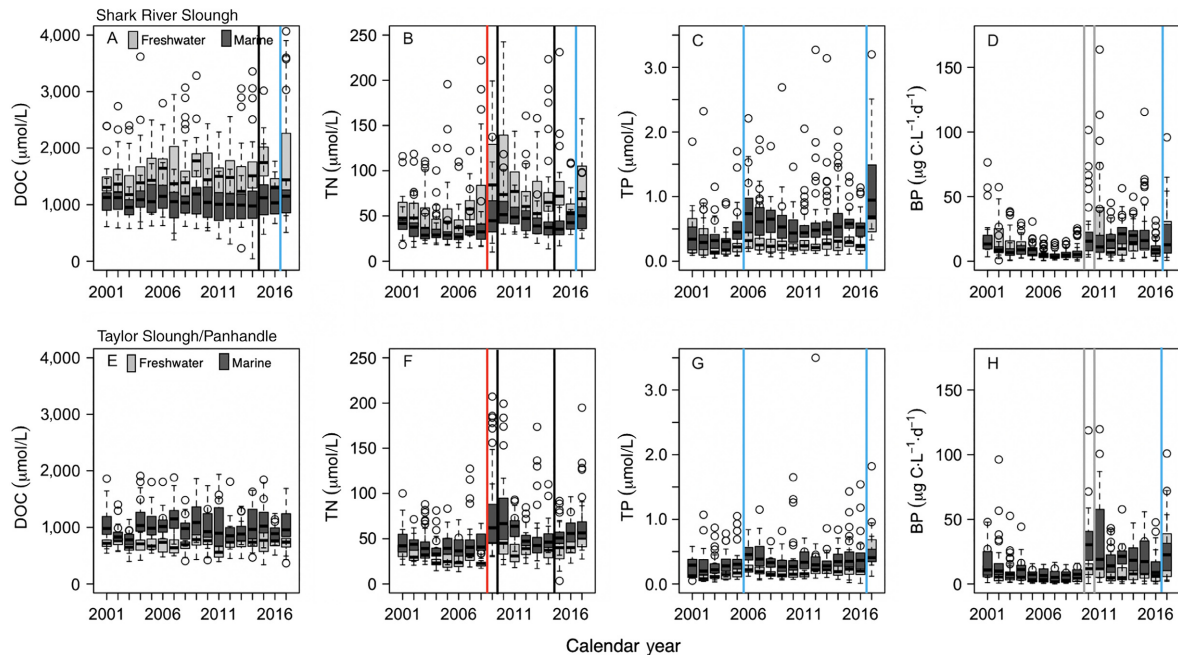 Shark River Sloungh
A Freshwater Marine
B
C
D
DOC (μmol/L)
4,000
3,000
2,000
1,000
0
2001 2006 2011 2016
TN (μmol/L)
250
200
150
100
50
0
2001 2006 2011 2016
TP (μmol/L)
3.0
2.0
1.0
0.0
2001 2006 2011 2016
BP (μg C·L⁻¹·d⁻¹)
150
100
50
0
2001 2006 2011 2016
Taylor Sloungh/Panhandle
E Freshwater Marine
F
G
H
DOC (μmol/L)
4,000
3,000
2,000
1,000
0
2001 2006 2011 2016
TN (μmol/L)
250
200
150
100
50
0
2001 2006 2011 2016
TP (μmol/L)
3.0
2.0
1.0
0.0
2001 2006 2011 2016
BP (μg C·L⁻¹·d⁻¹)
150
100
50
0
2001 2006 2011 2016
Calendar year